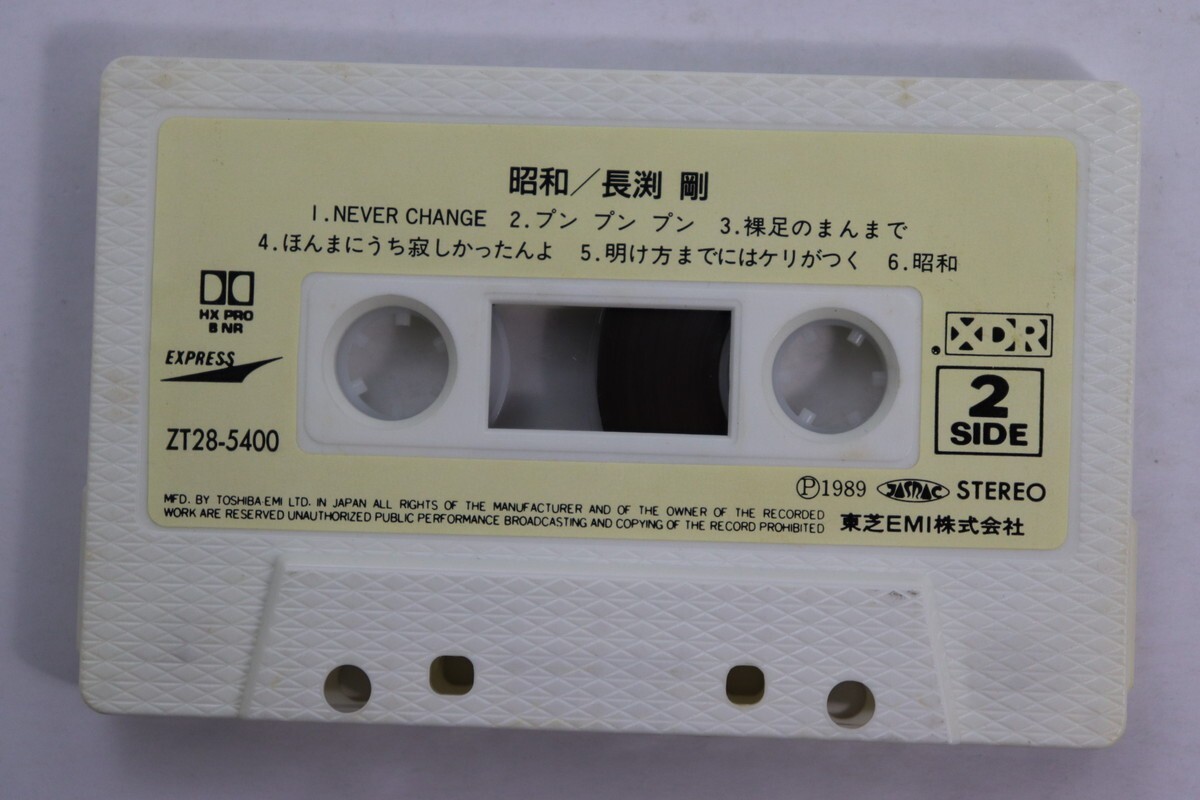 昭和／長渕 剛
1.NEVER CHANGE 2.プン プン プン 3.裸足のまんまで
4.ほんまにうち寂しかったんよ 5.明け方までにはケリがつく 6.昭和
HX PRO
B NR
EXPRESS
ZT28-5400
XDR
2
SIDE
Ⓟ1989 JASRAC STEREO
MFD. BY TOSHIBA-EMI LTD. IN JAPAN ALL RIGHTS OF THE MANUFACTURER AND OF THE OWNER OF THE RECORDED
WORK ARE RESERVED UNAUTHORIZED PUBLIC PERFORMANCE BROADCASTING AND COPYING OF THE RECORD PROHIBITED
東芝EMI株式会社